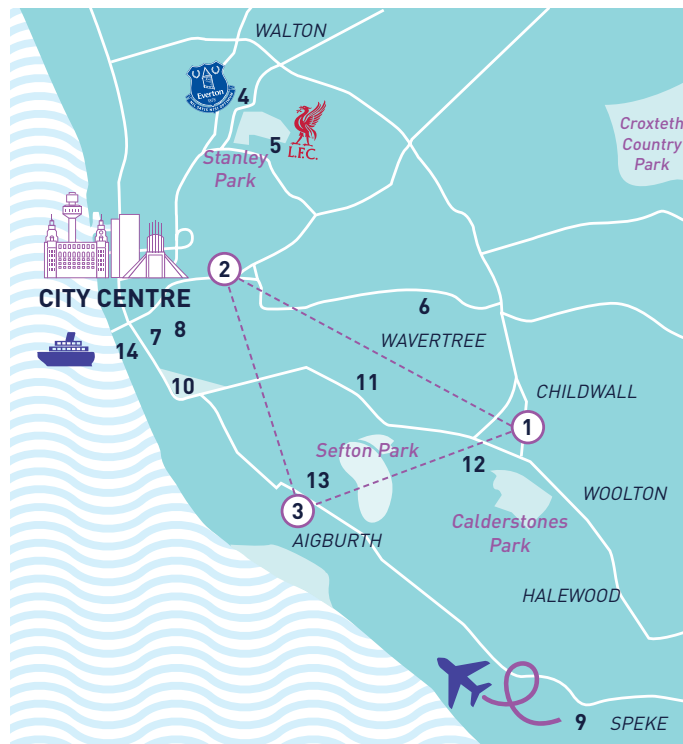 WALTON
Everton
4
5
L.F.C.
Stanley
Park
Croxteth
Country
Park
2
CITY CENTRE
6
WAVERTREE
8
7
14
10
11
CHILDWALL
1
Sefton Park
12
13
WOOLTON
3
Calderstones
Park
AIGBURTH
HALEWOOD
9
SPEKE